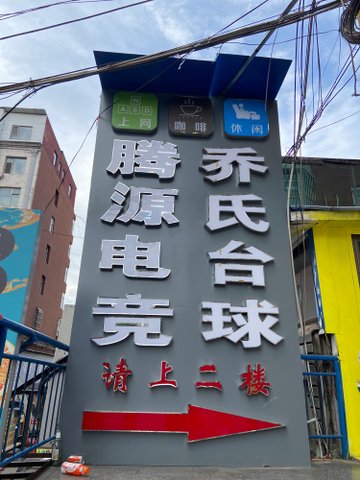 上网
咖啡
休闲
腾源电竞
乔氏台球
请上二楼